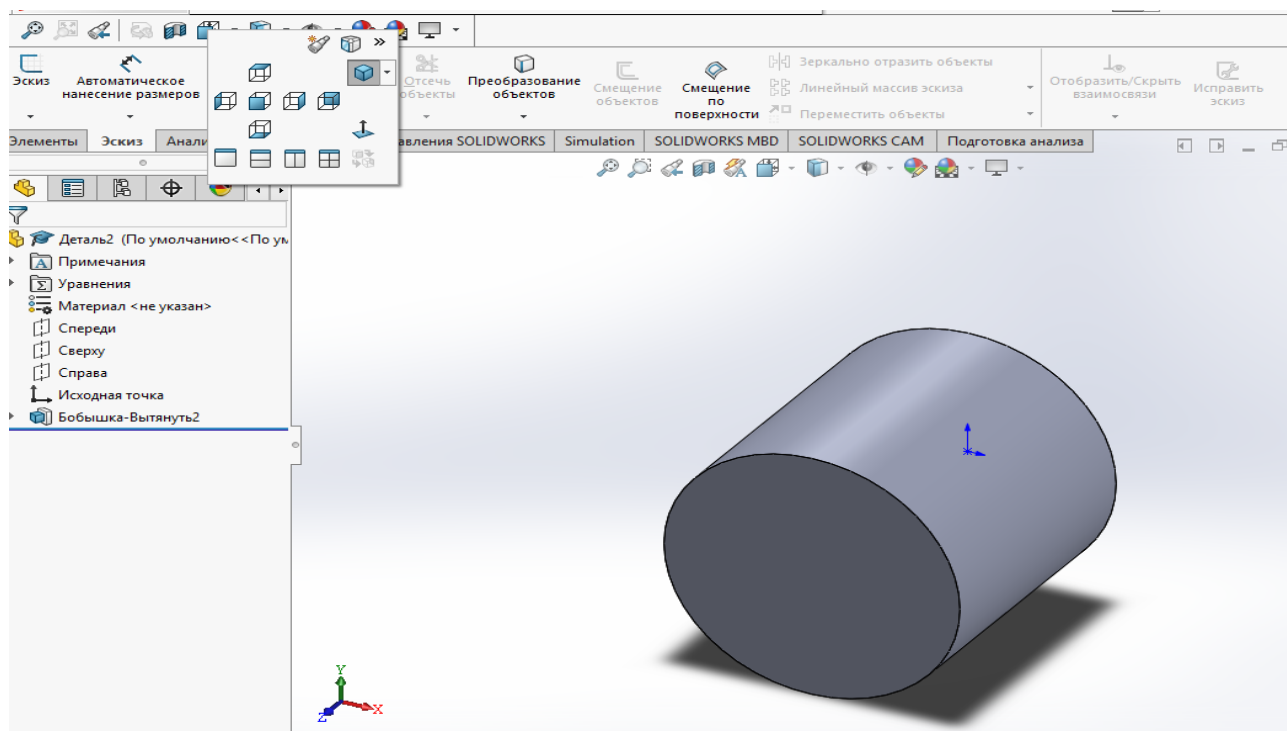 Эскиз
Автоматическое
нанесение размеров
Отсечь
объекты
Преобразование
объектов
Смещение
объектов
Смещение
по
поверхности
Зеркально отразить объекты
Линейный массив эскиза
Переместить объекты
Отобразить/Скрыть
взаимосвязи
Исправить
эскиз
Элементы
Эскиз
Анали
авления SOLIDWORKS
Simulation
SOLIDWORKS MBD
SOLIDWORKS CAM
Подготовка анализа
Деталь2 (По умолчанию<<По ум
A Примечания
Σ Уравнения
Материал <не указан>
Спереди
Сверху
Справа
Исходная точка
Бобышка-Вытянуть2
Y
X
Z